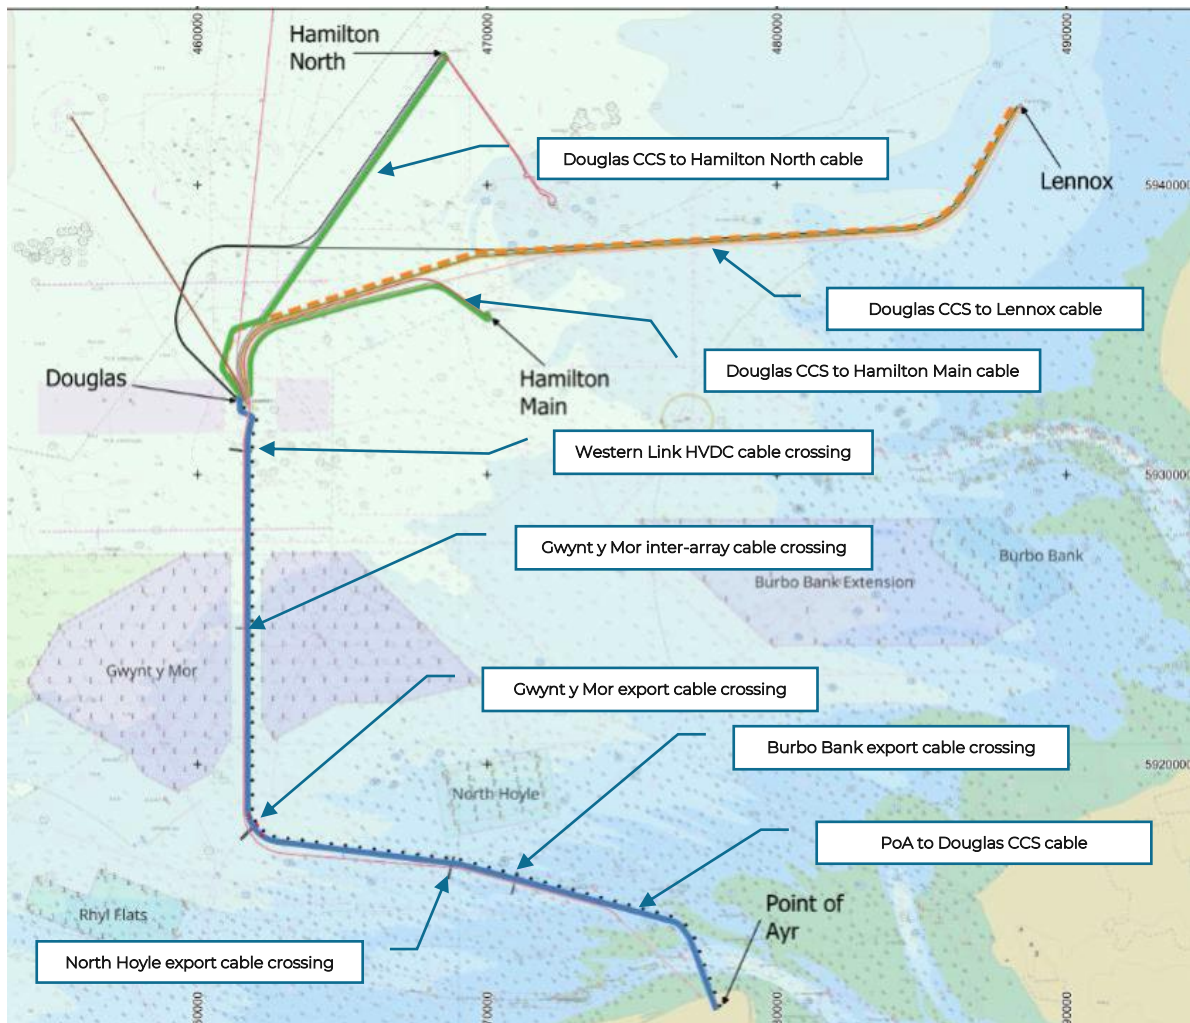 460000
470000
480000
490000
Hamilton
North
Douglas CCS to Hamilton North cable
Lennox
5940000
Douglas CCS to Lennox cable
Douglas CCS to Hamilton Main cable
Douglas
Hamilton
Main
Western Link HVDC cable crossing
5930000
Gwynt y Mor inter-array cable crossing
Burbo Bank
Burbo Bank Extension
Gwynt y Mor
Gwynt y Mor export cable crossing
Burbo Bank export cable crossing
5920000
North Hoyle
PoA to Douglas CCS cable
Point of
Ayr
Rhyl Flats
North Hoyle export cable crossing